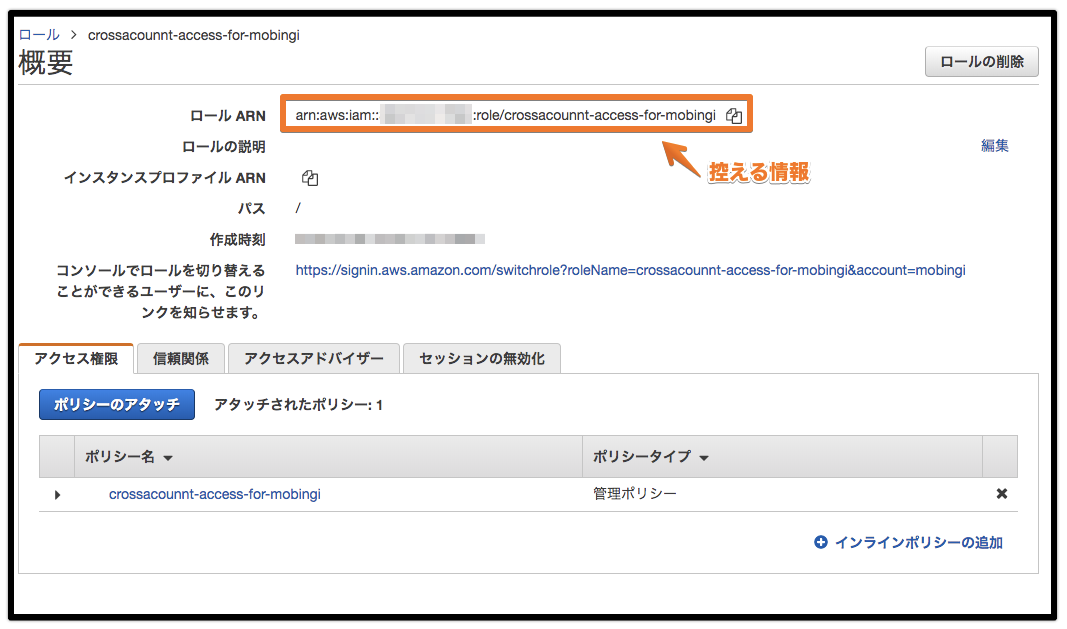 ロール > crossacounnt-access-for-mobingi
概要
ロールの削除
ロール ARN arn:aws:iam:: :role/crossacounnt-access-for-mobingi
ロールの説明 編集
控える情報
インスタンスプロファイル ARN
パス /
作成時刻
コンソールでロールを切り替える https://signin.aws.amazon.com/switchrole?roleName=crossacounnt-access-for-mobingi&account=mobingi
ことができるユーザーに、このリ
ンクを知らせます。
アクセス権限 信頼関係 アクセスアドバイザー セッションの無効化
ポリシーのアタッチ アタッチされたポリシー: 1
ポリシー名 ポリシータイプ
crossacounnt-access-for-mobingi 管理ポリシー
インラインポリシーの追加